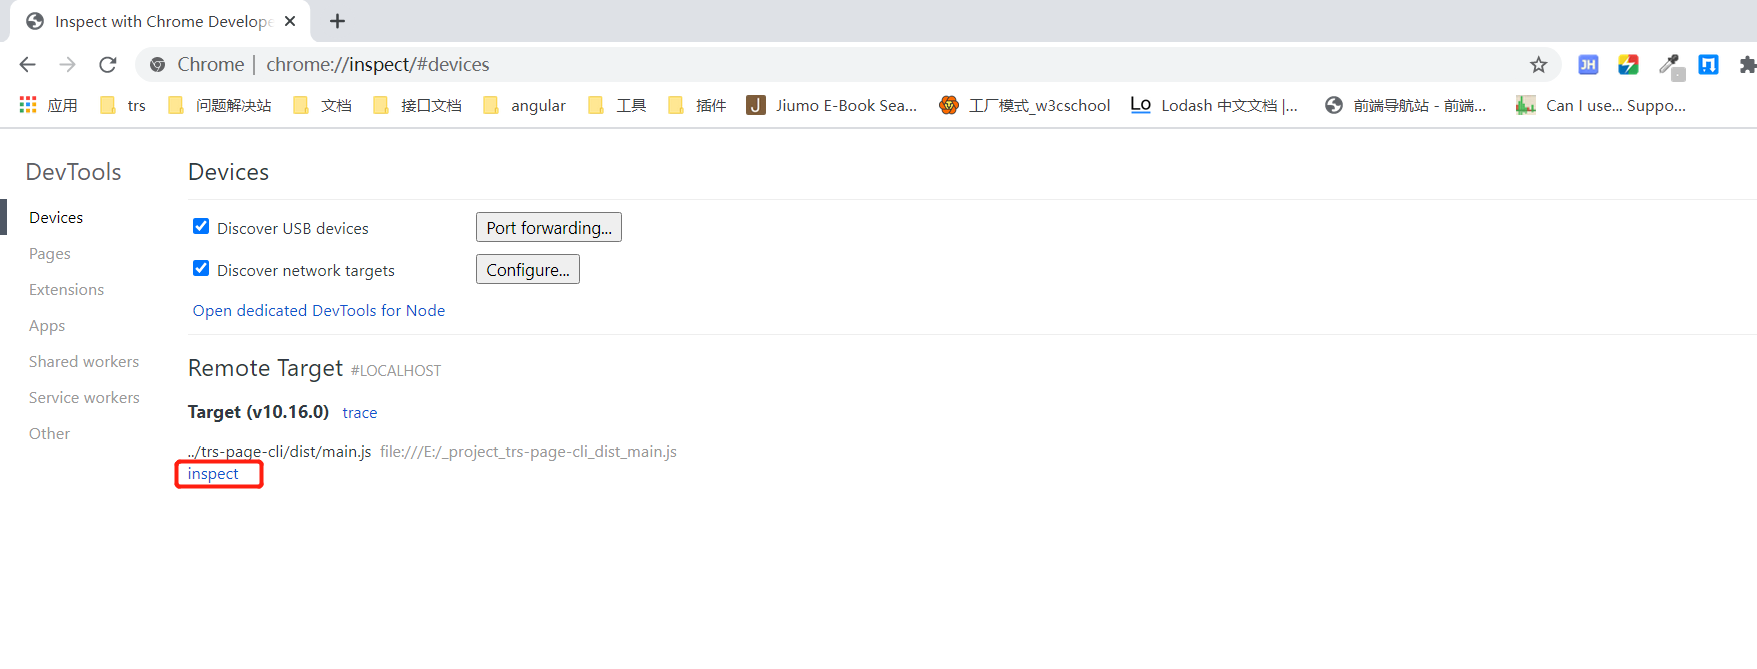 Inspect with Chrome Develope
Chrome | chrome://inspect/#devices
JH
应用 trs 问题解决站 文档 接口文档 angular 工具 插件 J Jiumo E-Book Sea... 工厂模式_w3cschool Lo Lodash 中文文档 |... 前端导航站 - 前端... Can I use... Suppo...
DevTools
Devices
Pages
Extensions
Apps
Shared workers
Service workers
Other
Devices
Discover USB devices Port forwarding...
Discover network targets Configure...
Open dedicated DevTools for Node
Remote Target #LOCALHOST
Target (v10.16.0) trace
../trs-page-cli/dist/main.js file:///E:/_project_trs-page-cli_dist_main.js
inspect